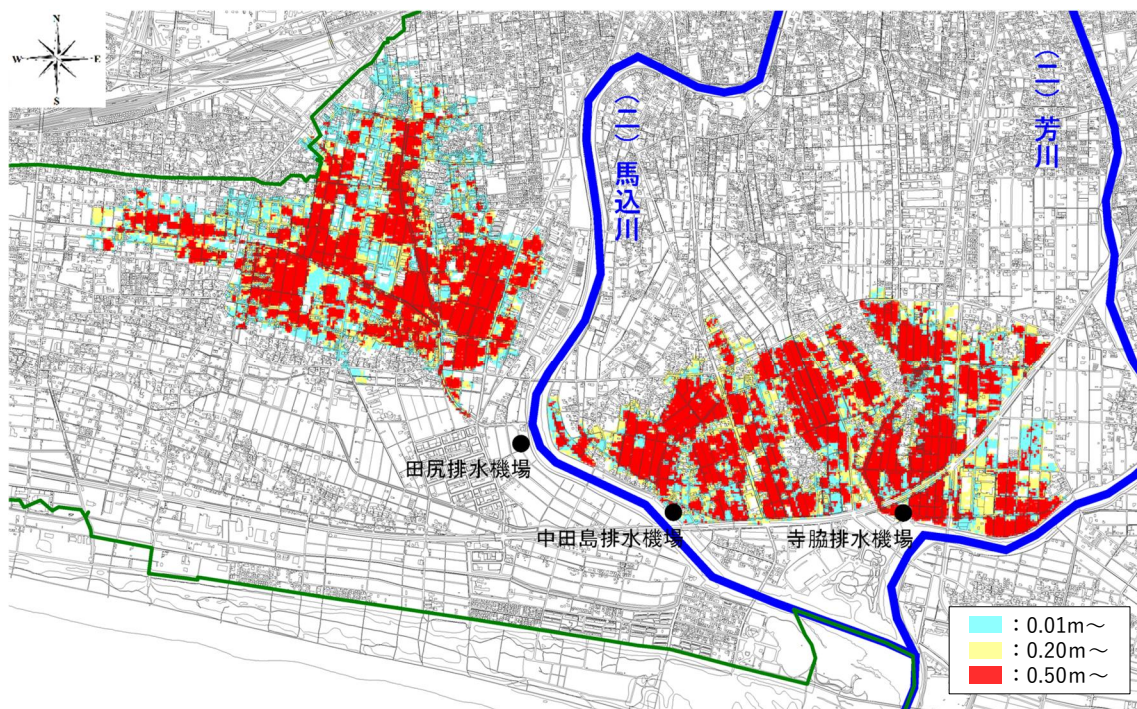 N
W
E
S
（二）馬込川
（二）芳川
田尻排水機場
中田島排水機場
寺脇排水機場
：0.01m～
：0.20m～
：0.50m～